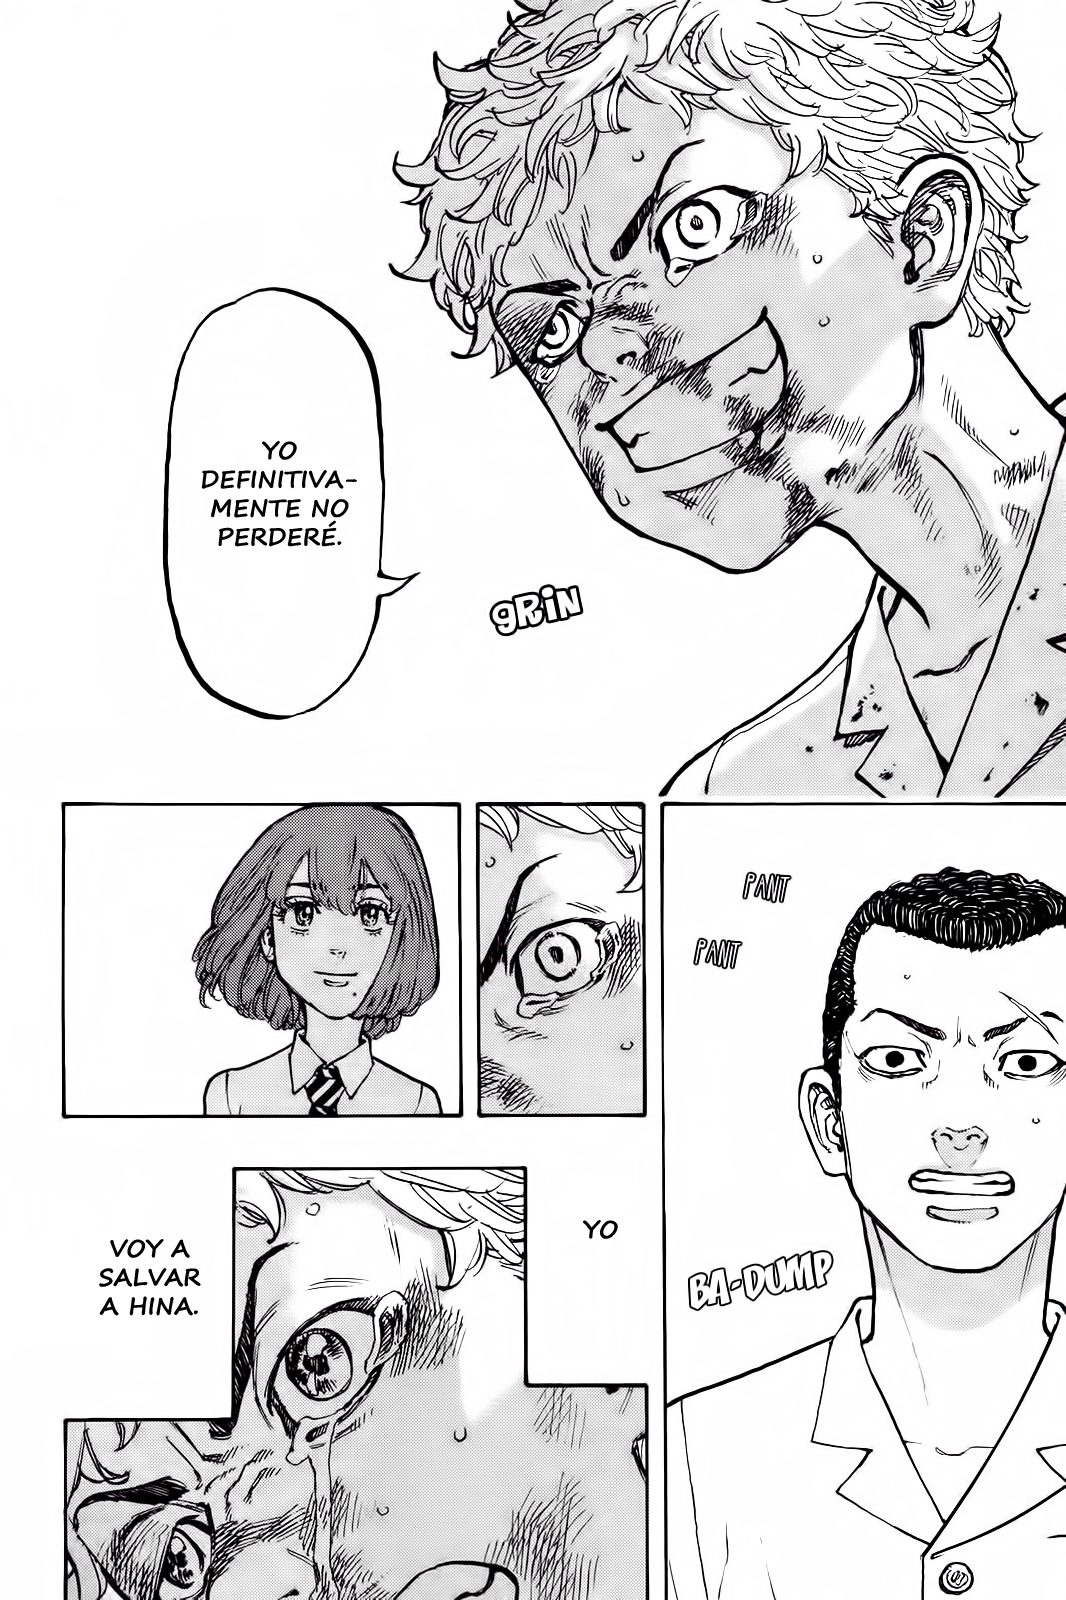 YO
DEFINITIVA-
MENTE NO
PERDERÉ.
GRIN
PANT
PANT
BA-DUMP
YO
VOY A
SALVAR
A HINA.